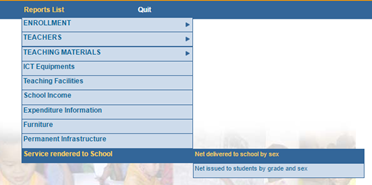 Reports List Quit
ENROLLMENT
TEACHERS
TEACHING MATERIALS
ICT Equipments
Teaching Facilities
School Income
Expenditure Information
Furniture
Permanent Infrastructure
Service rendered to School
Net delivered to school by sex
Net issued to students by grade and sex